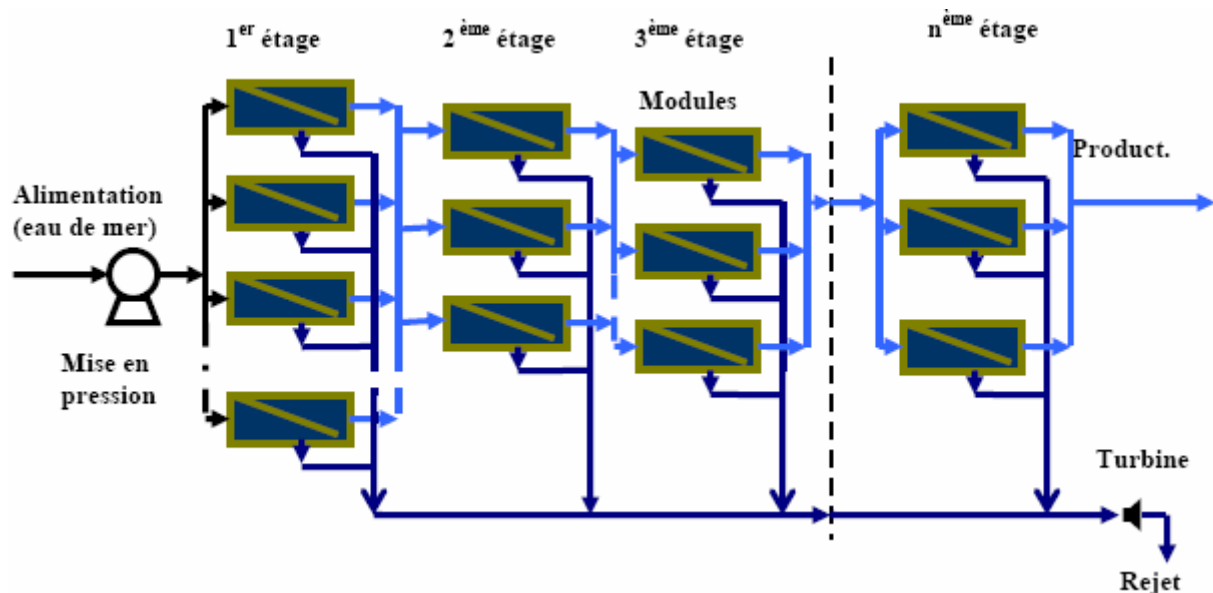 1er étage
2ème étage
3ème étage
nème étage
Modules
Product.
Alimentation
(eau de mer)
Mise en
pression
Turbine
Rejet